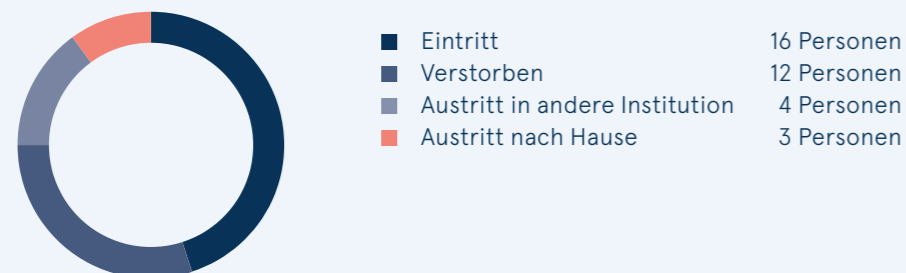 Eintritt 16 Personen
Verstorben 12 Personen
Austritt in andere Institution 4 Personen
Austritt nach Hause 3 Personen